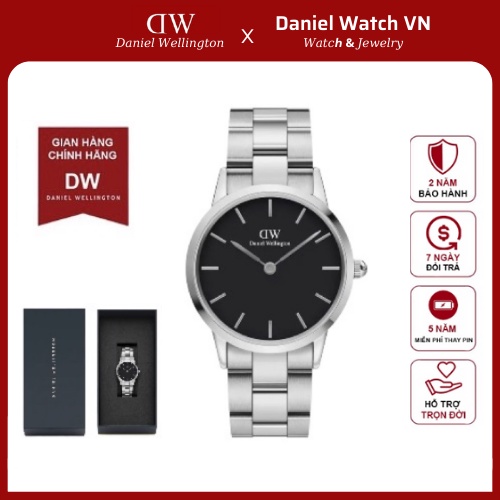 DW
Daniel Wellington
X
Daniel Watch VN
Watch & Jewelry
GIAN HÀNG
CHÍNH HÃNG
DW
DANIEL WELLINGTON
DW
Daniel Wellington
2 NĂM
BẢO HÀNH
7 NGÀY
ĐỔI TRẢ
5 NĂM
MIỄN PHÍ THAY PIN
HỖ TRỢ
TRỌN ĐỜI